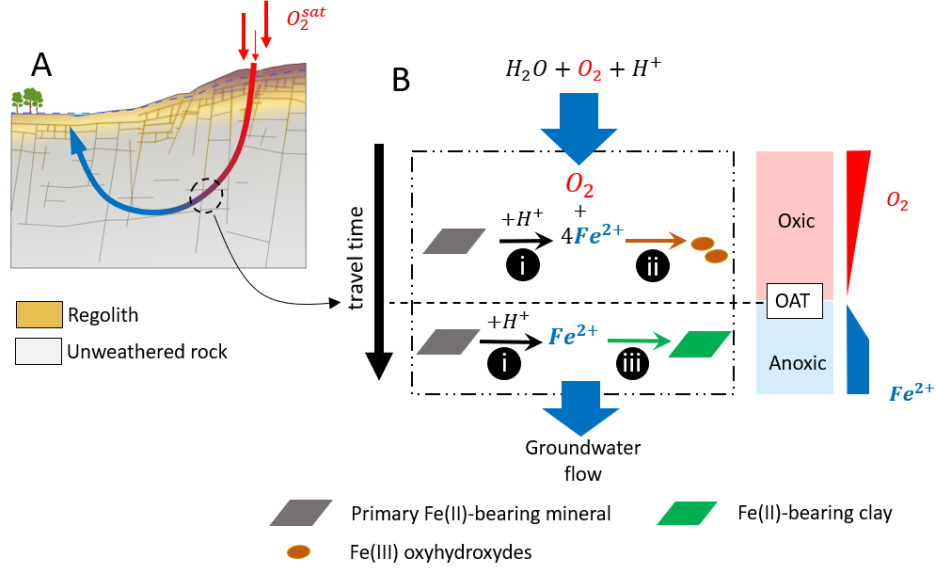 A
O₂ˢᵃᵗ
Regolith
Unweathered rock
B
H₂O + O₂ + H⁺
travel time
O₂
+
+H⁺
4Fe²⁺
i
ii
+H⁺
Fe²⁺
i
iii
Groundwater
flow
Oxic
OAT
Anoxic
O₂
Fe²⁺
Primary Fe(II)-bearing mineral
Fe(II)-bearing clay
Fe(III) oxyhydroxydes